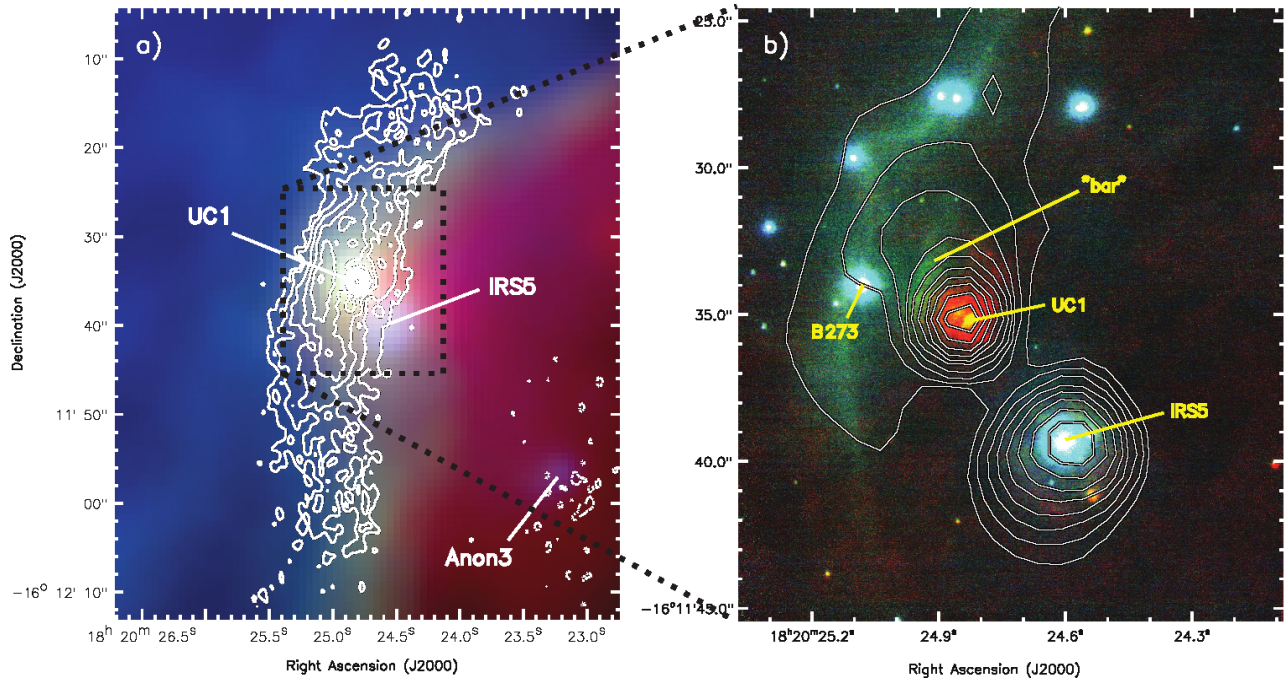 a)
10"
20"
30"
40"
11' 50"
00"
−16° 12' 10"
Declination (J2000)
UC1
IRS5
Anon3
18ʰ 20ᵐ 26.5ˢ
25.5ˢ
25.0ˢ
24.5ˢ
24.0ˢ
23.5ˢ
23.0ˢ
Right Ascension (J2000)
b)
25.0"
30.0"
35.0"
40.0"
−16°11'45.0"
"bar"
UC1
B273
IRS5
18ʰ20ᵐ25.2ˢ
24.9ˢ
24.6ˢ
24.3ˢ
Right Ascension (J2000)